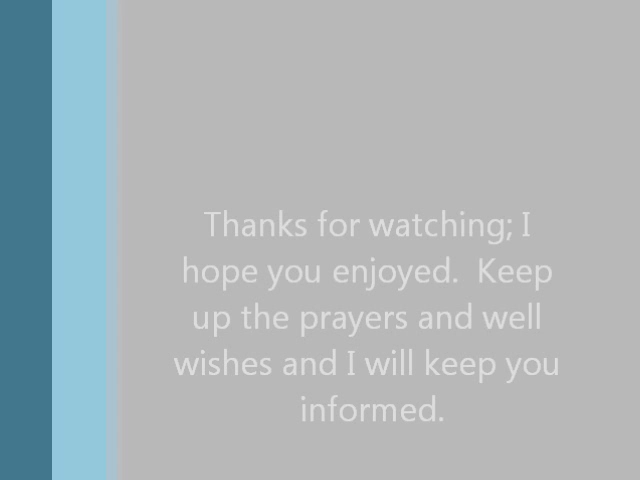 Thanks for watching; I
hope you enjoyed.  Keep
up the prayers and well
wishes and I will keep you
informed.